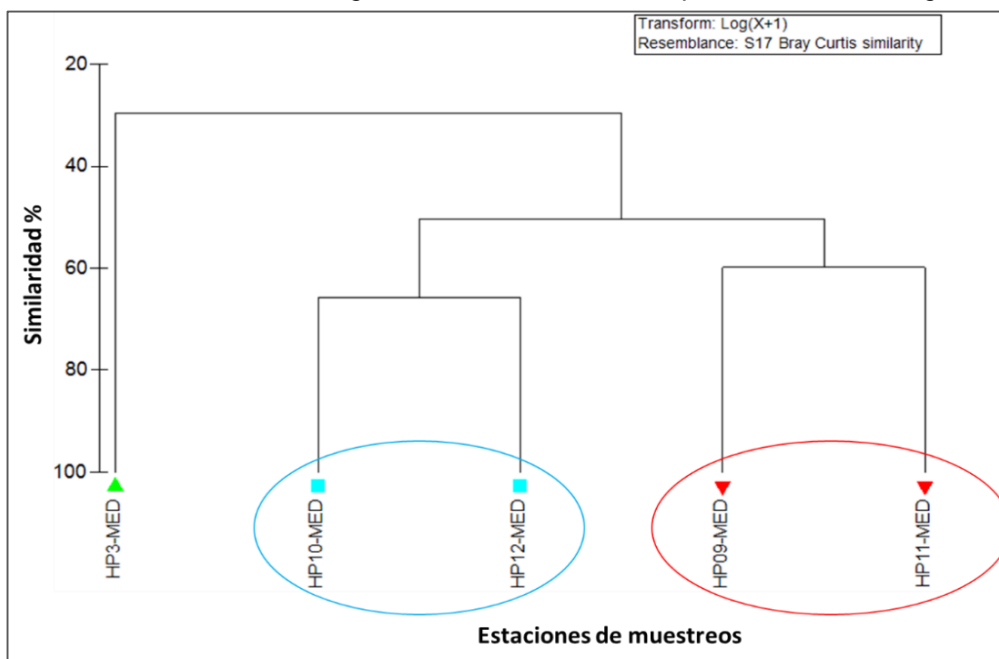 Transform: Log(X+1)
Resemblance: S17 Bray Curtis similarity
20
40
60
80
100
Similaridad %
HP3-MED
HP10-MED
HP12-MED
HP09-MED
HP11-MED
Estaciones de muestreos